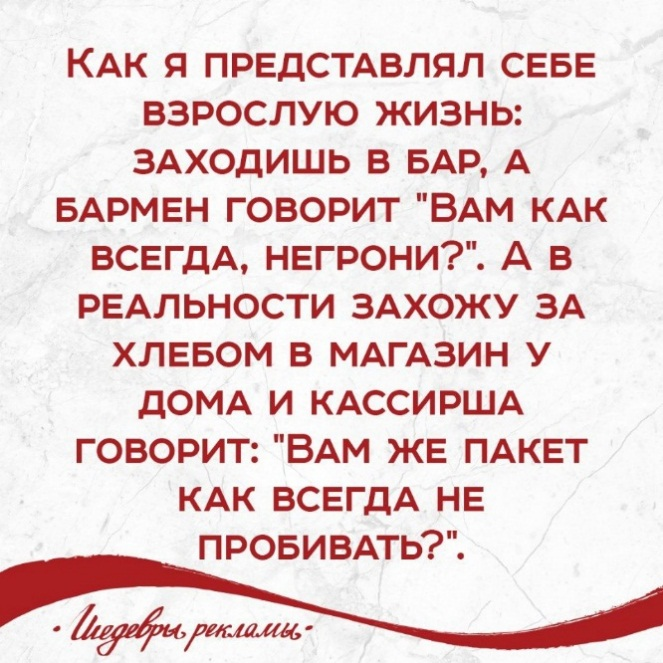 Как я представлял себе
взрослую жизнь:
заходишь в бар, а
бармен говорит "Вам как
всегда, негрони?". А в
реальности захожу за
хлебом в магазин у
дома и кассирша
говорит: "Вам же пакет
как всегда не
пробивать?".
·Шедевры рекламы·